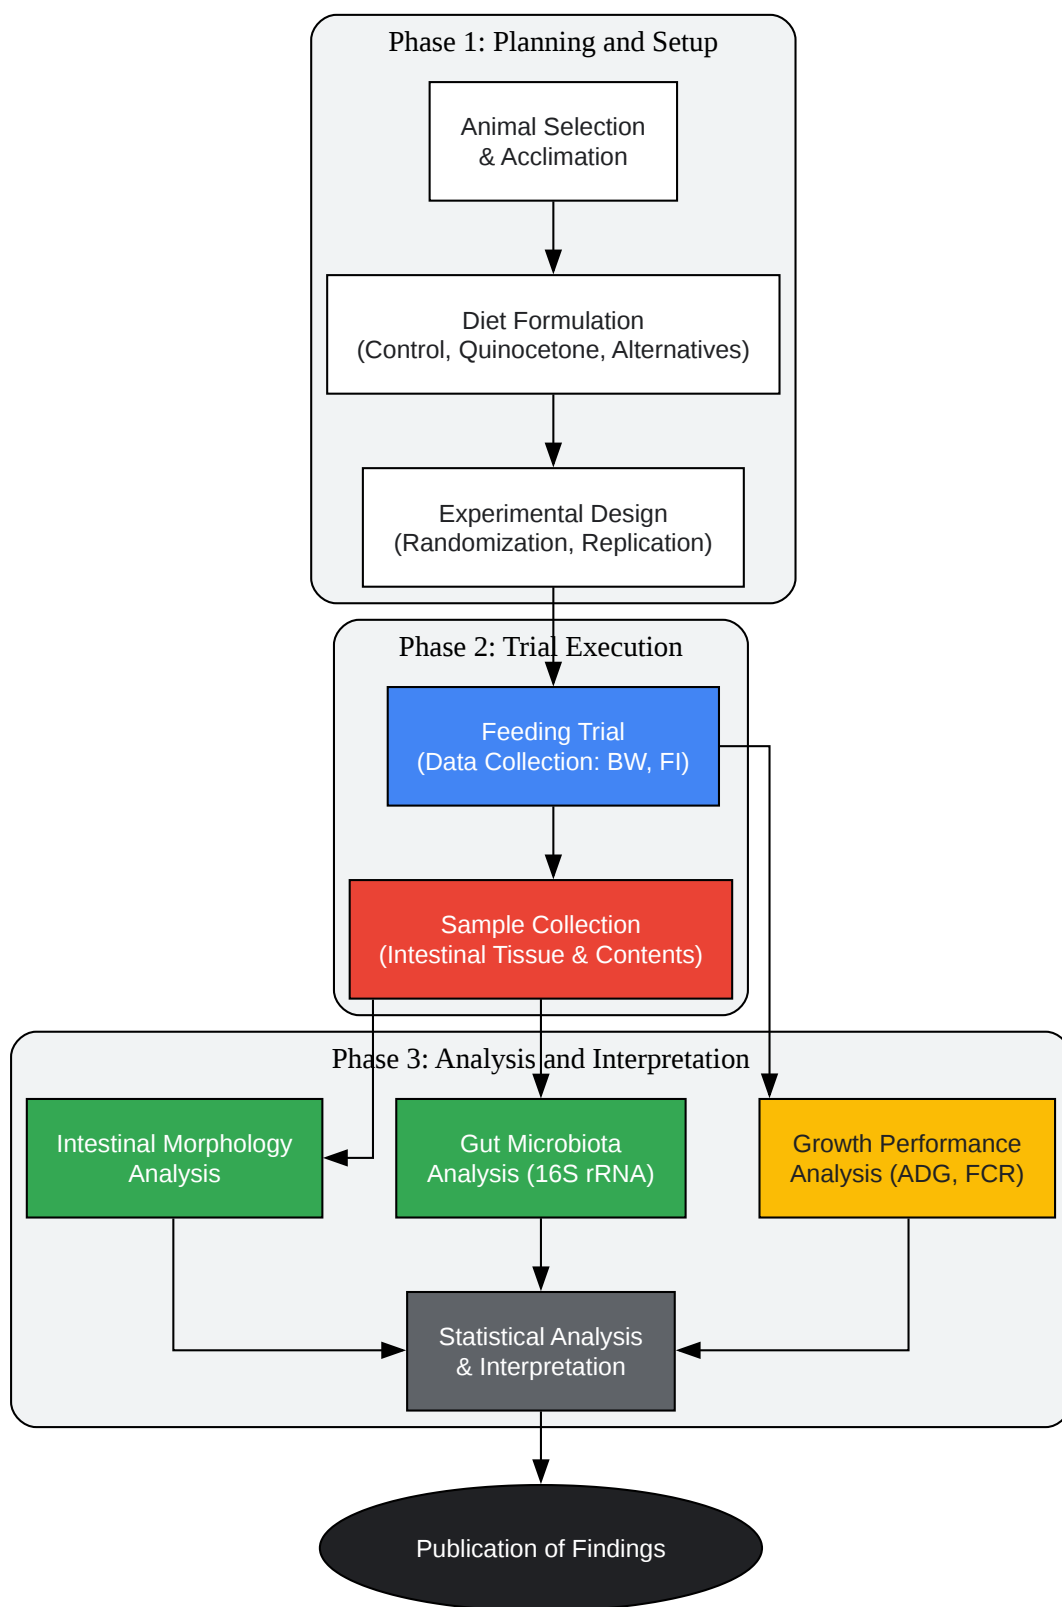 Phase 1: Planning and Setup
Animal Selection
& Acclimation
Diet Formulation
(Control, Quinocetone, Alternatives)
Experimental Design
(Randomization, Replication)
Phase 2: Trial Execution
Feeding Trial
(Data Collection: BW, FI)
Sample Collection
(Intestinal Tissue & Contents)
Phase 3: Analysis and Interpretation
Intestinal Morphology
Analysis
Gut Microbiota
Analysis (16S rRNA)
Growth Performance
Analysis (ADG, FCR)
Statistical Analysis
& Interpretation
Publication of Findings